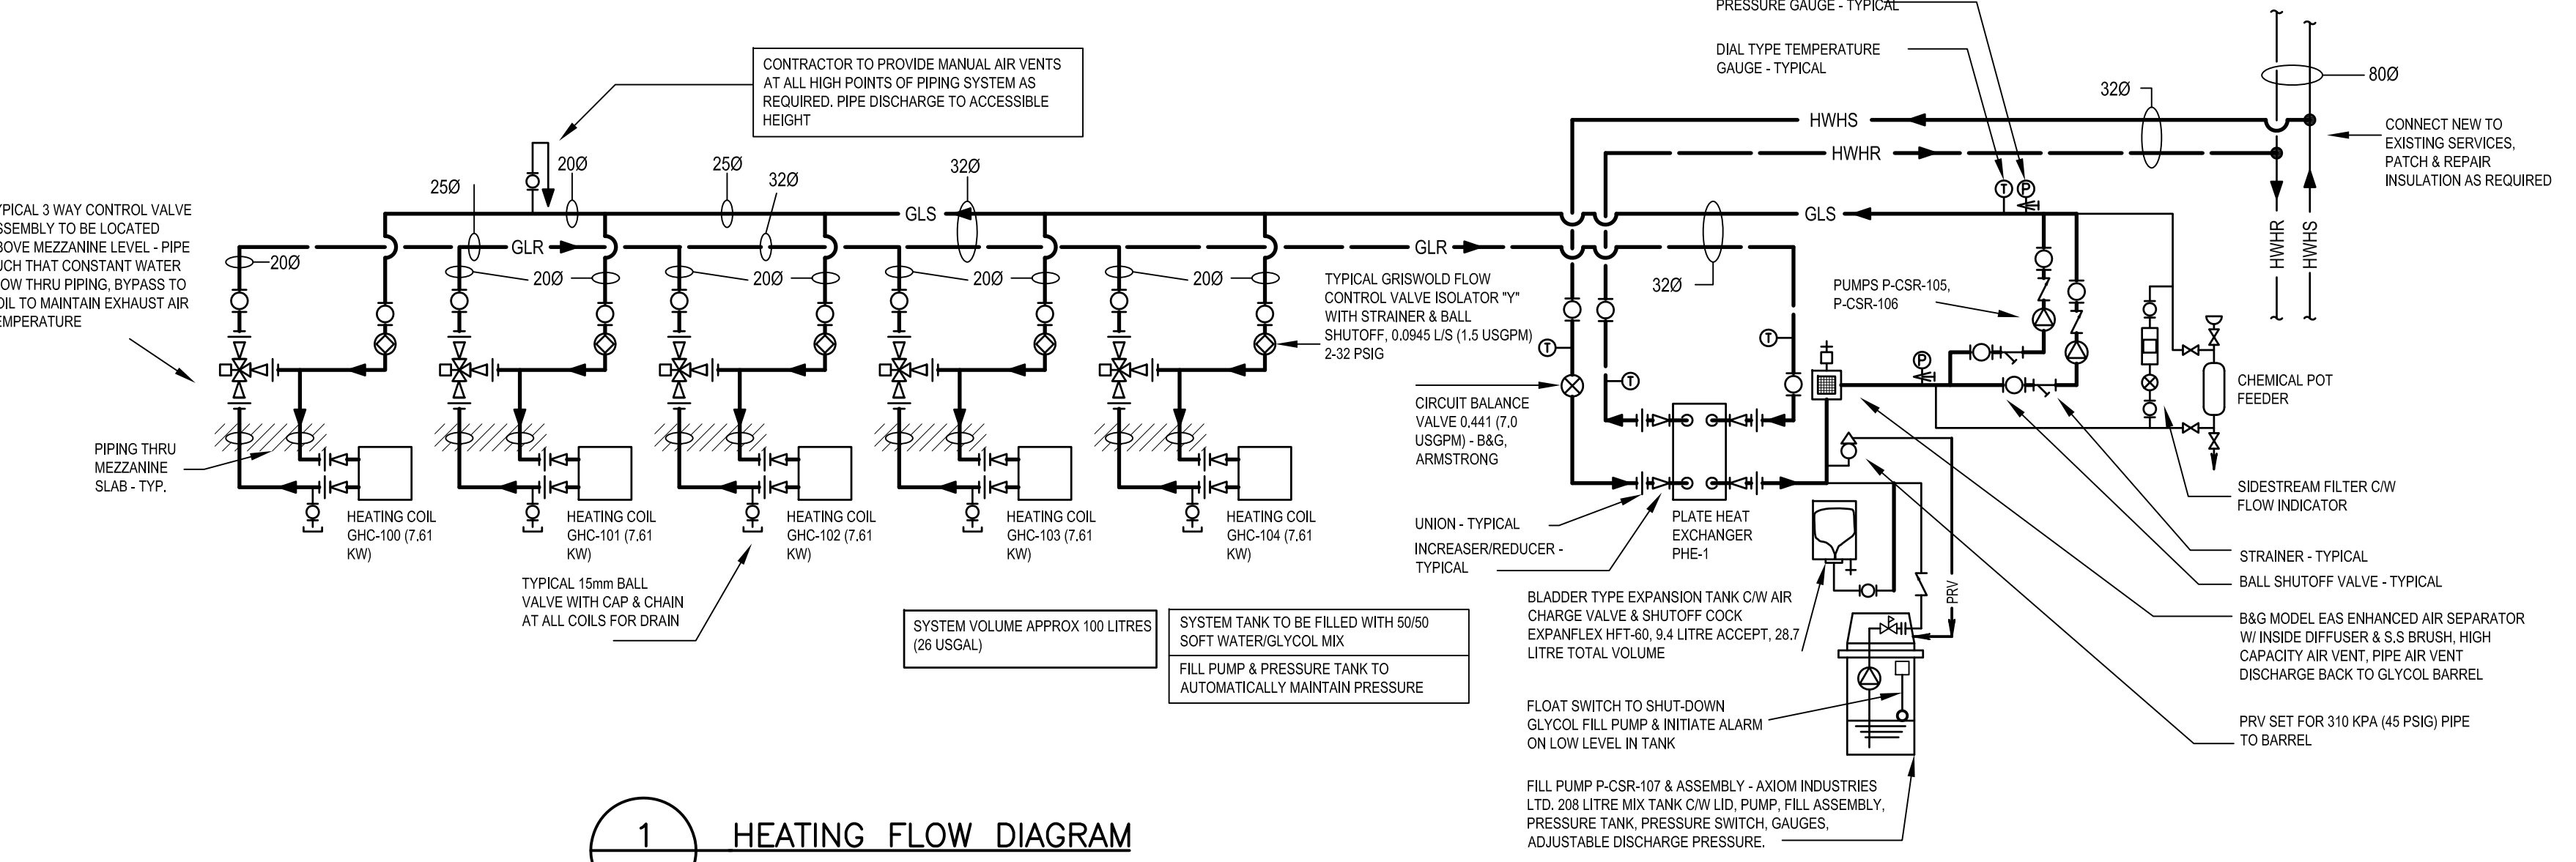 PRESSURE GAUGE - TYPICAL
DIAL TYPE TEMPERATURE
GAUGE - TYPICAL
80Ø
32Ø
CONTRACTOR TO PROVIDE MANUAL AIR VENTS
AT ALL HIGH POINTS OF PIPING SYSTEM AS
REQUIRED. PIPE DISCHARGE TO ACCESSIBLE
HEIGHT
HWHS
HWHR
CONNECT NEW TO
EXISTING SERVICES,
PATCH & REPAIR
INSULATION AS REQUIRED
25Ø
20Ø
25Ø
32Ø
32Ø
T
P
GLS
GLS
YPICAL 3 WAY CONTROL VALVE
SSEMBLY TO BE LOCATED
BOVE MEZZANINE LEVEL - PIPE
UCH THAT CONSTANT WATER
OW THRU PIPING, BYPASS TO
OIL TO MAINTAIN EXHAUST AIR
EMPERATURE
GLR
GLR
HWHR
HWHS
20Ø
20Ø
20Ø
20Ø
20Ø
32Ø
TYPICAL GRISWOLD FLOW
CONTROL VALVE ISOLATOR "Y"
WITH STRAINER & BALL
SHUTOFF, 0.0945 L/S (1.5 USGPM)
2-32 PSIG
PUMPS P-CSR-105,
P-CSR-106
T
T
T
P
CIRCUIT BALANCE
VALVE 0,441 (7.0
USGPM) - B&G,
ARMSTRONG
CHEMICAL POT
FEEDER
PIPING THRU
MEZZANINE
SLAB - TYP.
SIDESTREAM FILTER C/W
FLOW INDICATOR
HEATING COIL
GHC-100 (7.61
KW)
HEATING COIL
GHC-101 (7.61
KW)
HEATING COIL
GHC-102 (7.61
KW)
HEATING COIL
GHC-103 (7.61
KW)
HEATING COIL
GHC-104 (7.61
KW)
UNION - TYPICAL
INCREASER/REDUCER -
TYPICAL
PLATE HEAT
EXCHANGER
PHE-1
STRAINER - TYPICAL
BALL SHUTOFF VALVE - TYPICAL
TYPICAL 15mm BALL
VALVE WITH CAP & CHAIN
AT ALL COILS FOR DRAIN
SYSTEM VOLUME APPROX 100 LITRES
(26 USGAL)
SYSTEM TANK TO BE FILLED WITH 50/50
SOFT WATER/GLYCOL MIX
FILL PUMP & PRESSURE TANK TO
AUTOMATICALLY MAINTAIN PRESSURE
BLADDER TYPE EXPANSION TANK C/W AIR
CHARGE VALVE & SHUTOFF COCK
EXPANFLEX HFT-60, 9.4 LITRE ACCEPT, 28.7
LITRE TOTAL VOLUME
PRV
B&G MODEL EAS ENHANCED AIR SEPARATOR
W/ INSIDE DIFFUSER & S.S BRUSH, HIGH
CAPACITY AIR VENT, PIPE AIR VENT
DISCHARGE BACK TO GLYCOL BARREL
FLOAT SWITCH TO SHUT-DOWN
GLYCOL FILL PUMP & INITIATE ALARM
ON LOW LEVEL IN TANK
PRV SET FOR 310 KPA (45 PSIG) PIPE
TO BARREL
FILL PUMP P-CSR-107 & ASSEMBLY - AXIOM INDUSTRIES
LTD. 208 LITRE MIX TANK C/W LID, PUMP, FILL ASSEMBLY,
PRESSURE TANK, PRESSURE SWITCH, GAUGES,
ADJUSTABLE DISCHARGE PRESSURE.
1 HEATING FLOW DIAGRAM